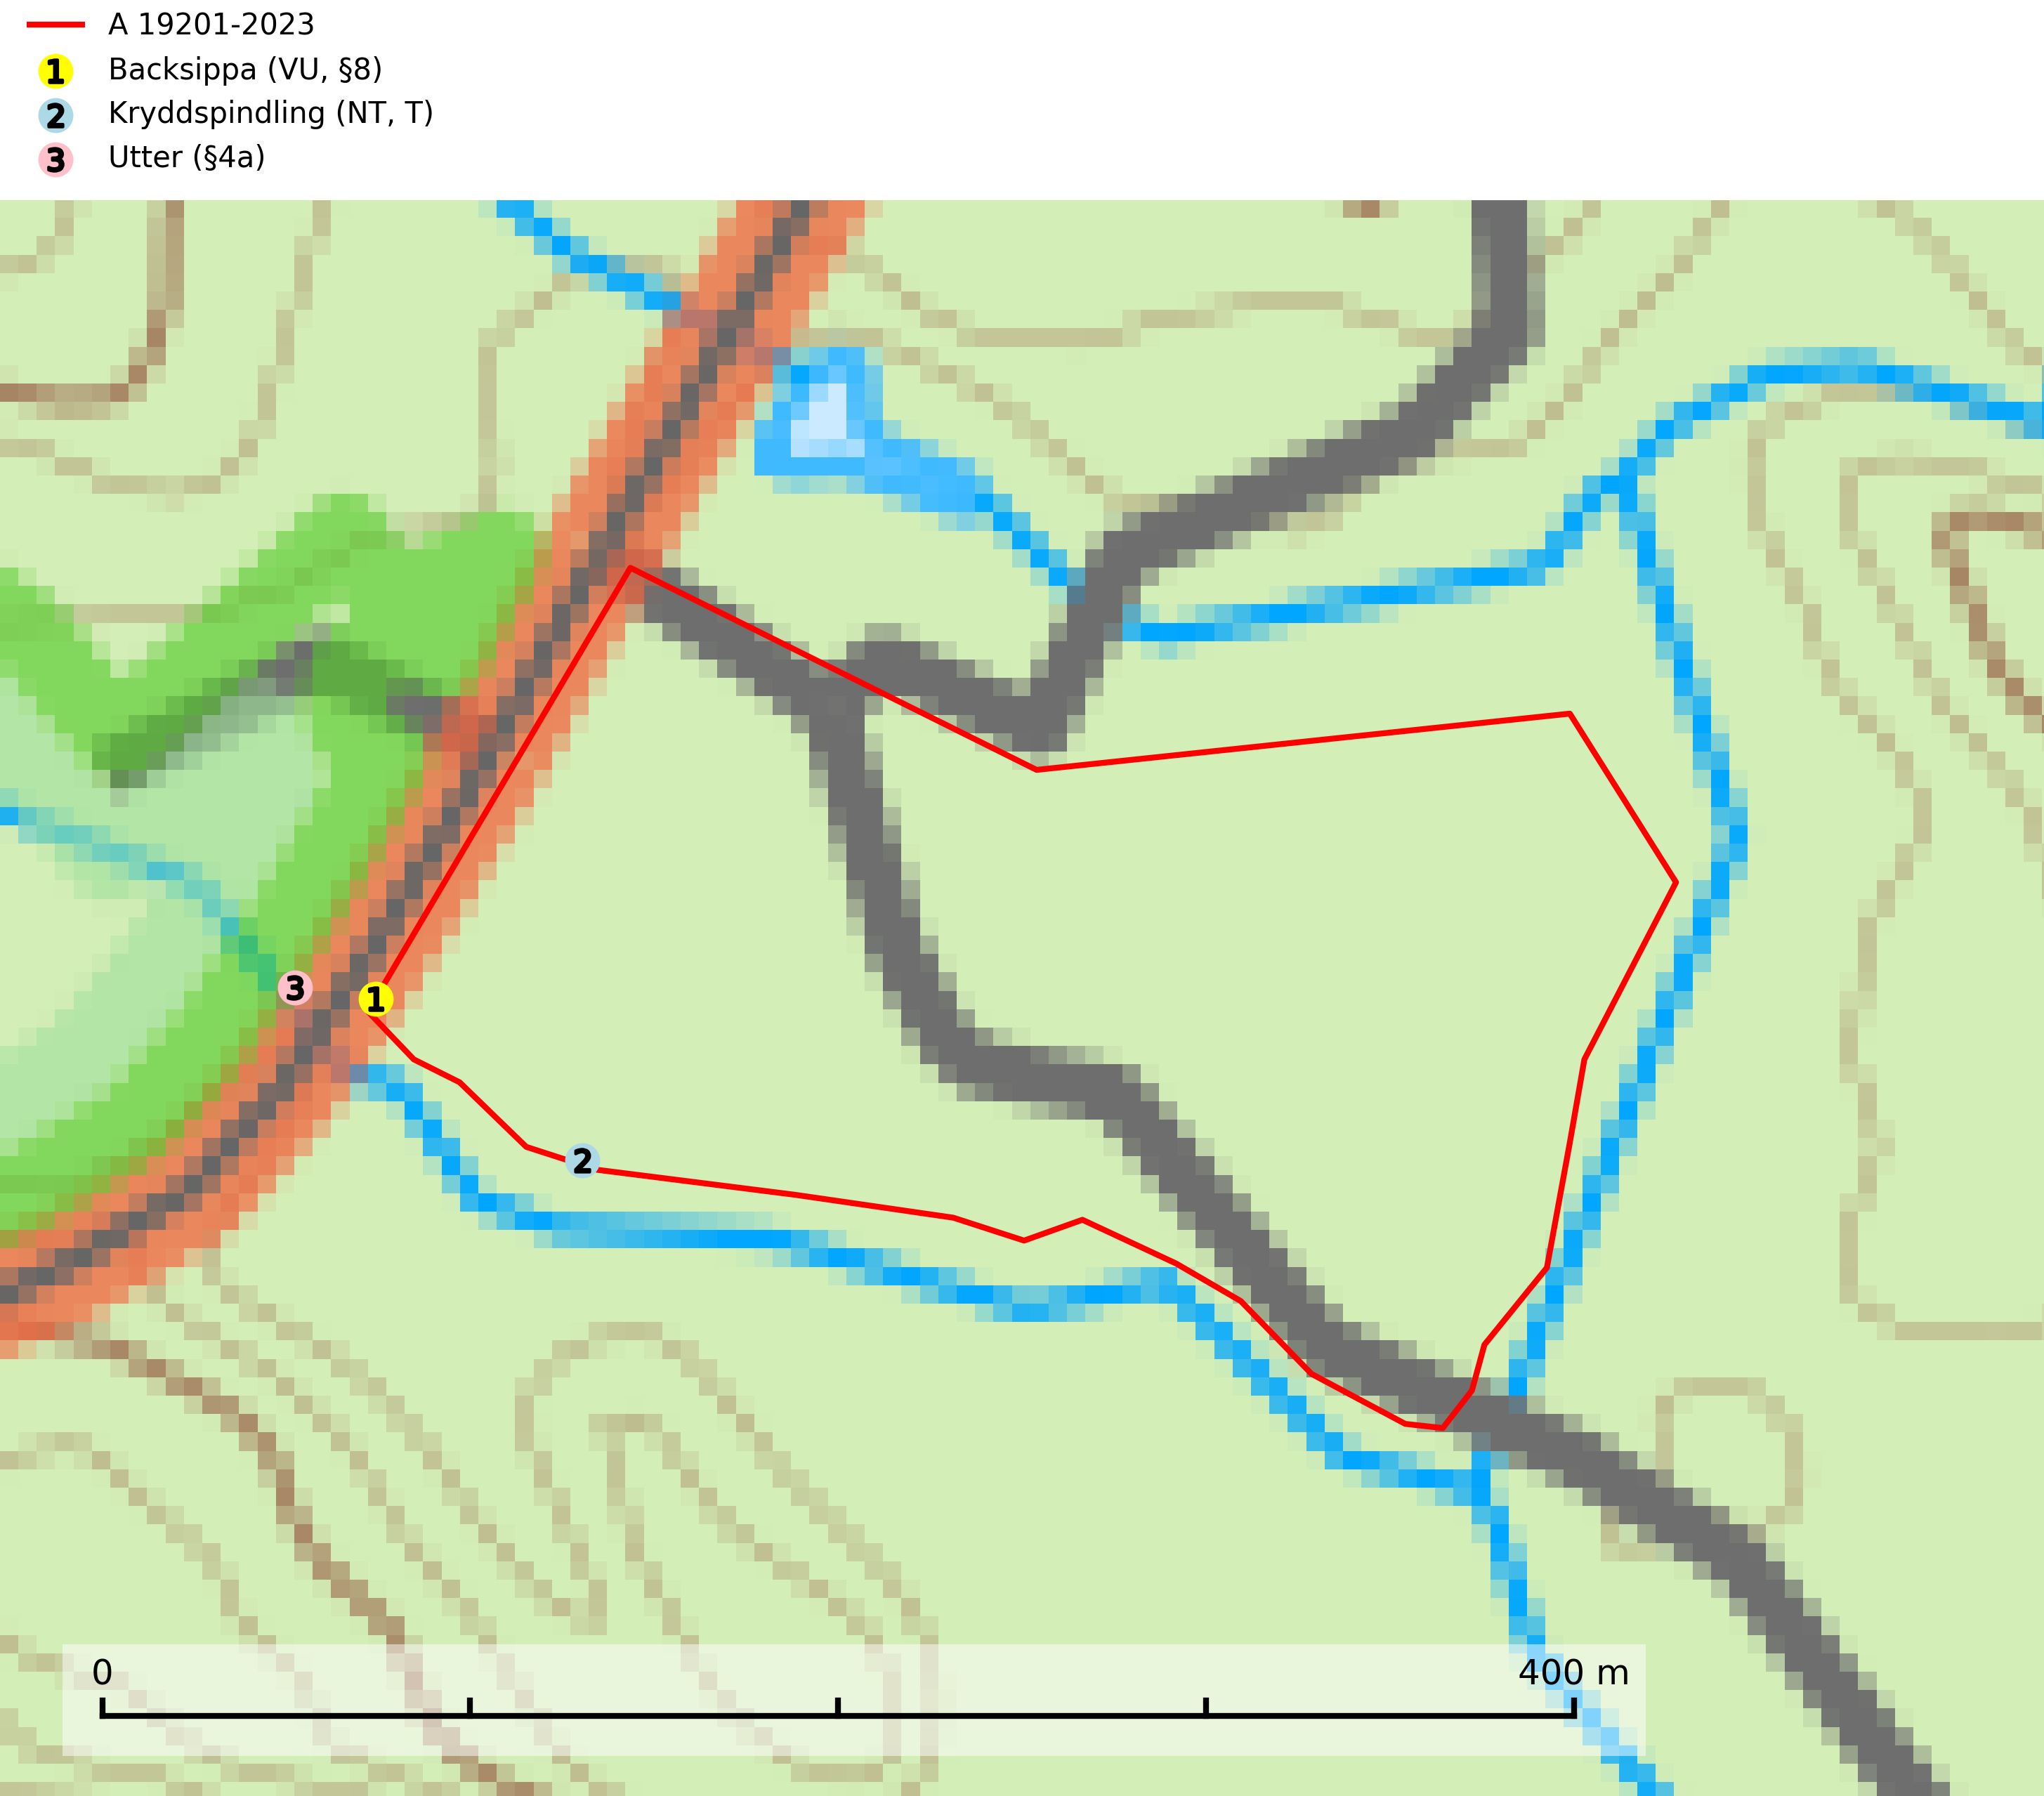 A 19201-2023
1 Backsippa (VU, §8)
2 Kryddspindling (NT, T)
3 Utter (§4a)
3
1
2
0 400 m